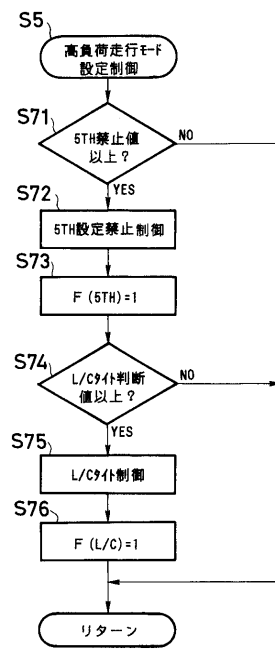 S5
高負荷走行モード
設定制御
S71
5TH禁止値
以上?
NO
YES
S72
5TH設定禁止制御
S73
F(5TH)=1
S74
L/Cタイト判断
値以上?
NO
YES
S75
L/Cタイト制御
S76
F(L/C)=1
リターン